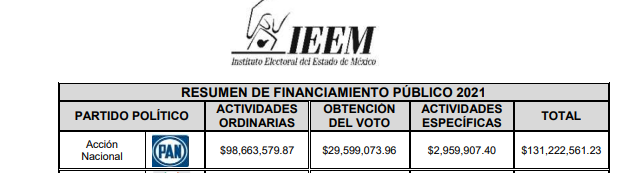 IEEM
Instituto Electoral del Estado de México
RESUMEN DE FINANCIAMIENTO PÚBLICO 2021
PARTIDO POLÍTICO ACTIVIDADES ORDINARIAS OBTENCIÓN DEL VOTO ACTIVIDADES ESPECÍFICAS TOTAL
Acción Nacional PAN $98,663,579.87 $29,599,073.96 $2,959,907.40 $131,222,561.23